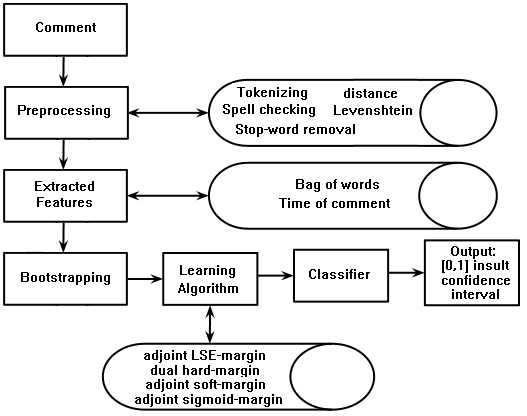 Comment
Preprocessing
Tokenizing distance
Spell checking Levenshtein
Stop-word removal
Extracted
Features
Bag of words
Time of comment
Bootstrapping
Learning
Algorithm
Classifier
Output:
[0,1] insult
confidence
interval
adjoint LSE-margin
dual hard-margin
adjoint soft-margin
adjoint sigmoid-margin